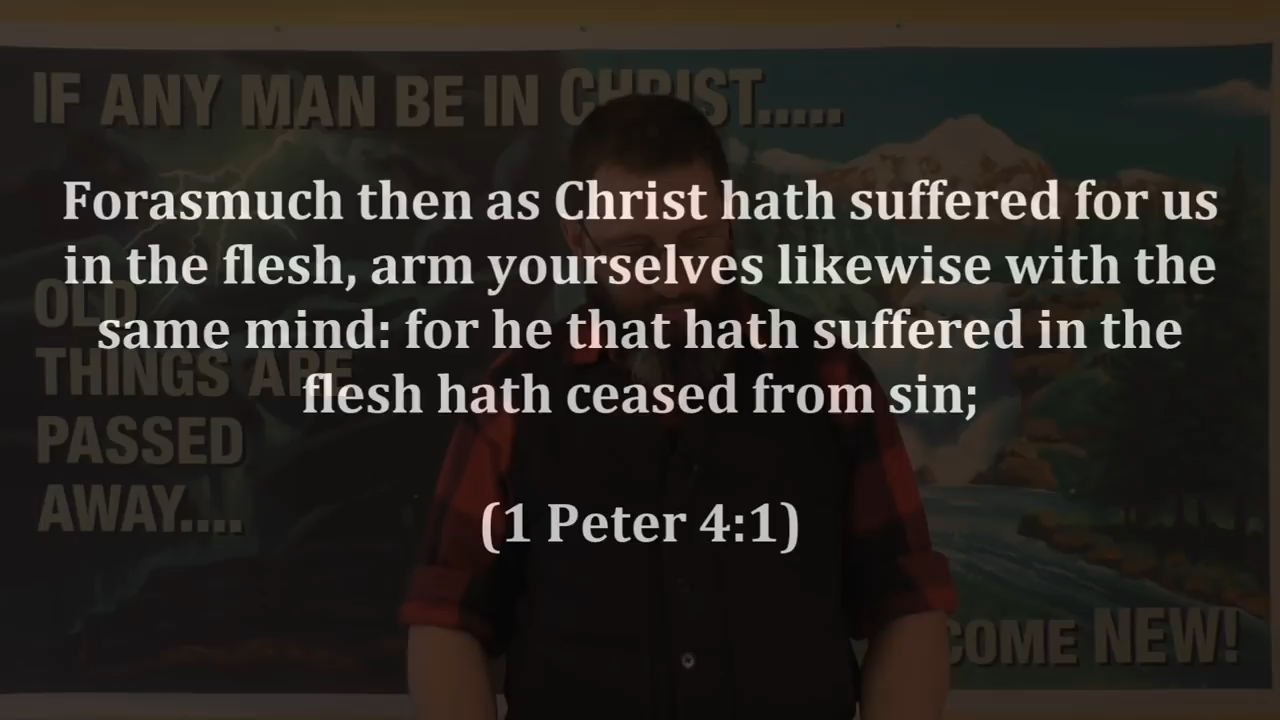 IF ANY MAN BE IN CHRIST.....
Forasmuch then as Christ hath suffered for us
in the flesh, arm yourselves likewise with the
same mind: for he that hath suffered in the
flesh hath ceased from sin;
(1 Peter 4:1)
OLD
THINGS ARE
PASSED
AWAY....
COME NEW!